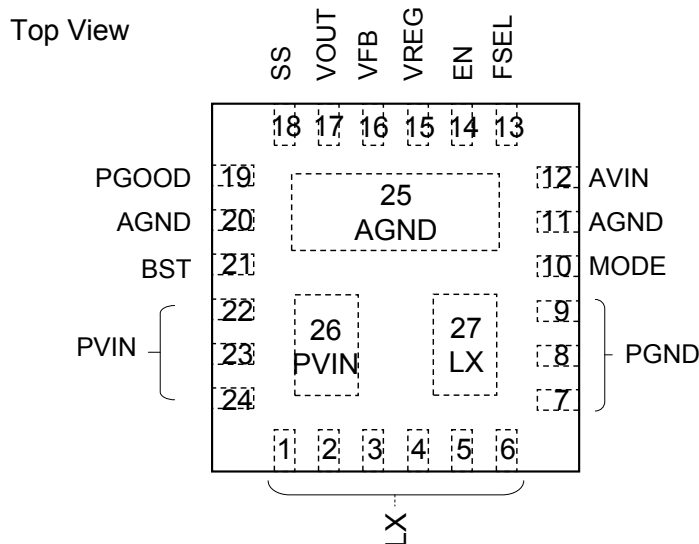 Top View
SS
VOUT
VFB
VREG
EN
FSEL
18
17
16
15
14
13
PGOOD
19
12
AVIN
AGND
20
25
AGND
11
AGND
BST
21
10
MODE
PVIN
22
23
24
26
PVIN
27
LX
9
8
7
PGND
1
2
3
4
5
6
LX